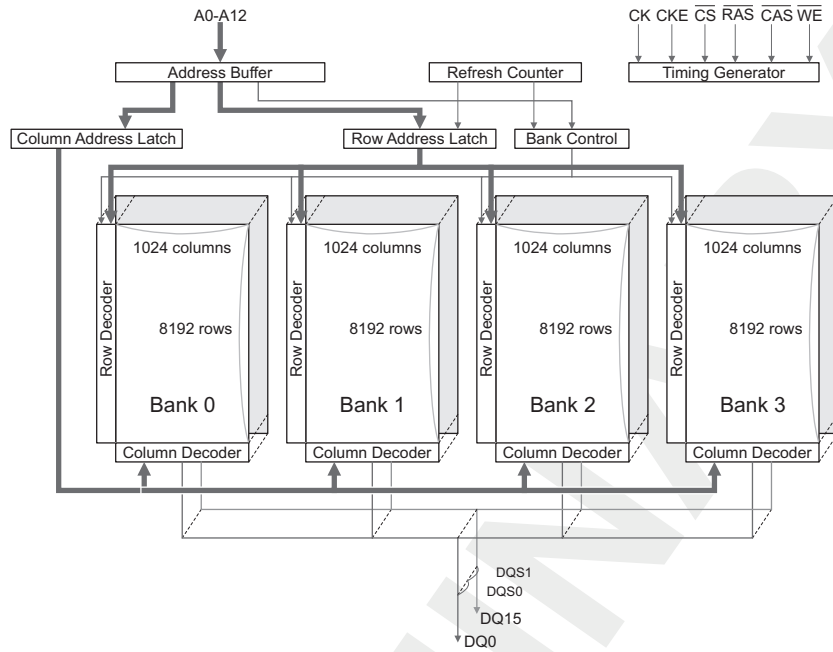 A0-A12
CK CKE CS RAS CAS WE
Address Buffer
Refresh Counter
Timing Generator
Column Address Latch
Row Address Latch
Bank Control
Row Decoder
1024 columns
8192 rows
Bank 0
Column Decoder
Row Decoder
1024 columns
8192 rows
Bank 1
Column Decoder
Row Decoder
1024 columns
8192 rows
Bank 2
Column Decoder
Row Decoder
1024 columns
8192 rows
Bank 3
Column Decoder
DQS1
DQS0
DQ15
DQ0